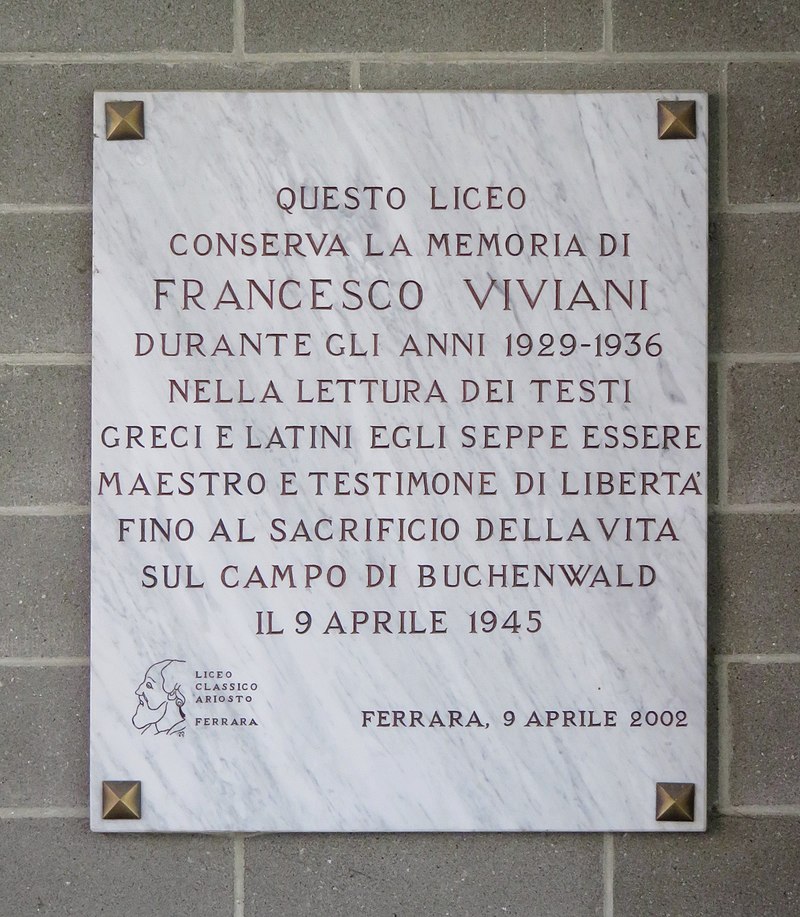 QUESTO LICEO
CONSERVA LA MEMORIA DI
FRANCESCO VIVIANI
DURANTE GLI ANNI 1929-1936
NELLA LETTURA DEI TESTI
GRECI E LATINI EGLI SEPPE ESSERE
MAESTRO E TESTIMONE DI LIBERTA'
FINO AL SACRIFICIO DELLA VITA
SUL CAMPO DI BUCHENWALD
IL 9 APRILE 1945
LICEO
CLASSICO
ARIOSTO
FERRARA
FERRARA, 9 APRILE 2002